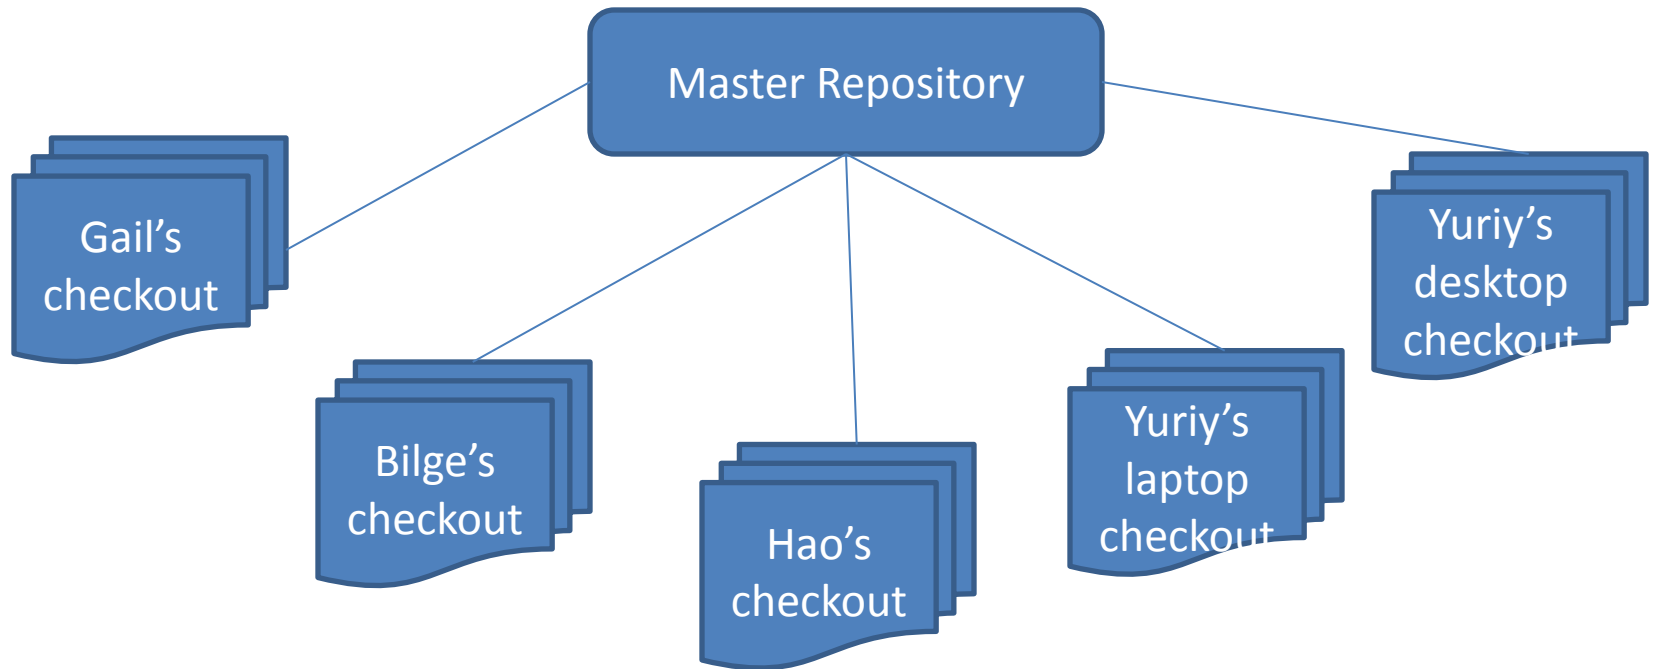 Master Repository
Gail’s
checkout
Bilge’s
checkout
Hao’s
checkout
Yuriy’s
laptop
checkout
Yuriy’s
desktop
checkout